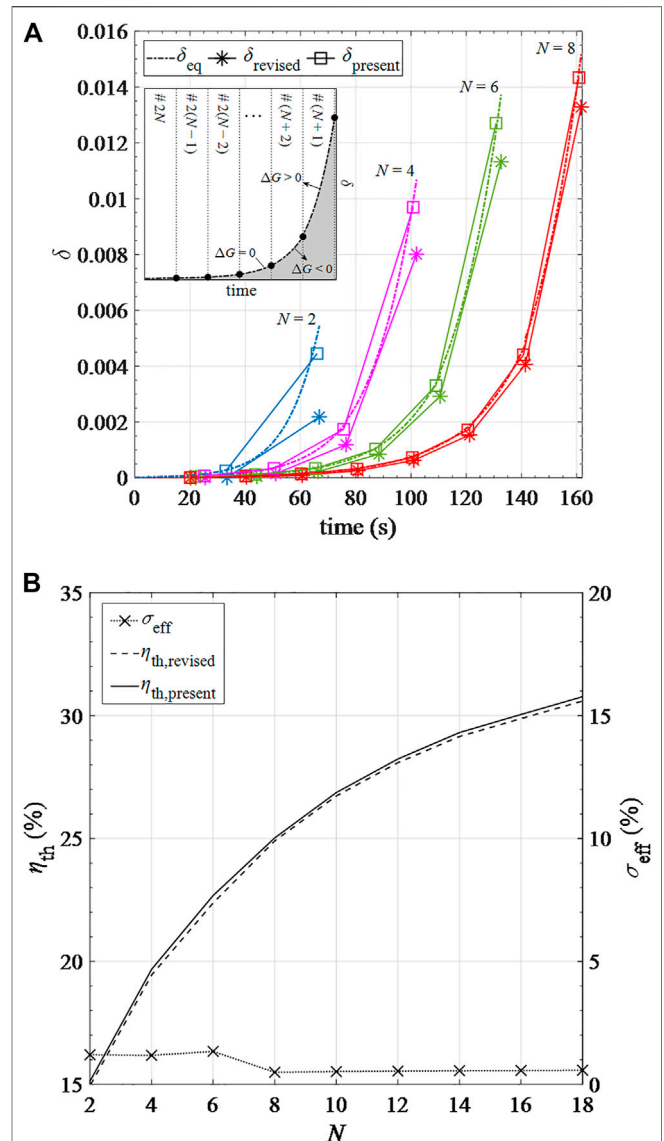 A
0.016
0.014
0.012
0.01
0.008
0.006
0.004
0.002
0
δ
δeq δrevised δpresent
#2N
#2(N−1)
#2(N−2)
...
#(N+2)
#(N+1)
ΔG>0
ΔG=0
ΔG<0
δ
time
N = 2
N = 4
N = 6
N = 8
0 20 40 60 80 100 120 140 160
time (s)
B
35
30
25
20
15
ηth (%)
σeff
ηth,revised
ηth,present
20
15
10
5
0
σeff (%)
2 4 6 8 10 12 14 16 18
N